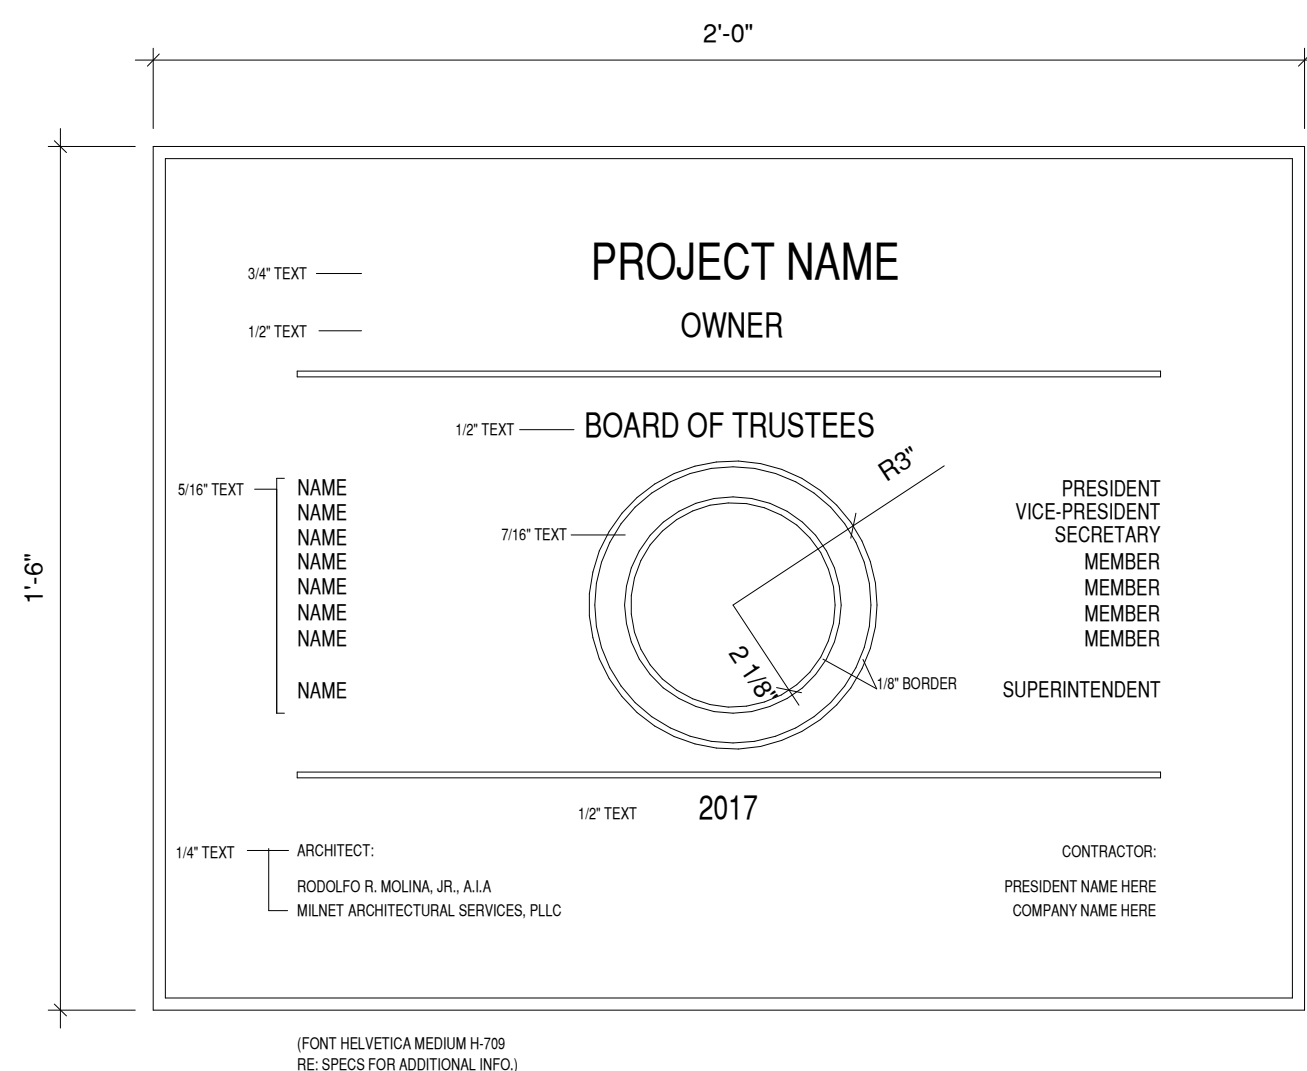 2'-0"
PROJECT NAME
3/4" TEXT
OWNER
1/2" TEXT
1/2" TEXT
BOARD OF TRUSTEES
R3"
5/16" TEXT
NAME
PRESIDENT
NAME
VICE-PRESIDENT
7/16" TEXT
NAME
SECRETARY
1'-6"
NAME
MEMBER
NAME
MEMBER
NAME
MEMBER
NAME
MEMBER
2 1/8"
1/8" BORDER
NAME
SUPERINTENDENT
1/2" TEXT
2017
1/4" TEXT
ARCHITECT:
CONTRACTOR:
RODOLFO R. MOLINA, JR., A.I.A
PRESIDENT NAME HERE
MILNET ARCHITECTURAL SERVICES, PLLC
COMPANY NAME HERE
(FONT HELVETICA MEDIUM H-709
RE: SPECS FOR ADDITIONAL INFO.)